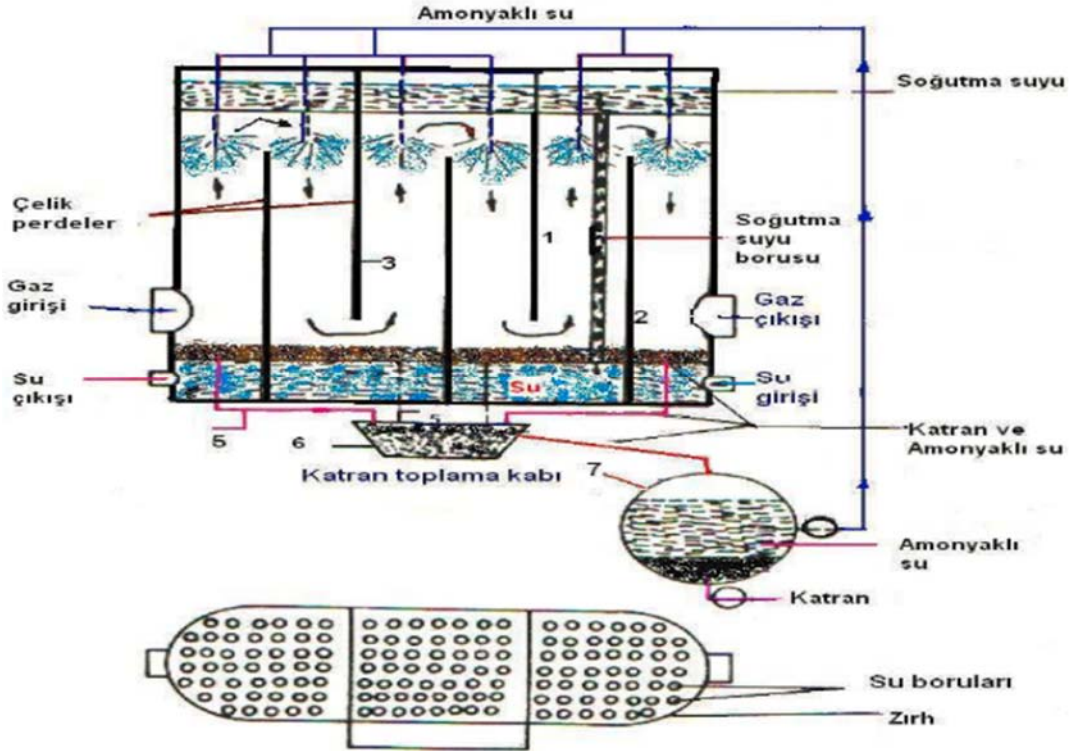 Amonyaklı su
Soğutma suyu
Çelik
perdeler
1
Soğutma
suyu
borusu
3
Gaz
girişi
2
Gaz
çıkışı
Su
çıkışı
Su
Su
girişi
5
5
6
Katran toplama kabı
7
Katran ve
Amonyaklı su
Amonyaklı
su
Katran
Su boruları
Zırh